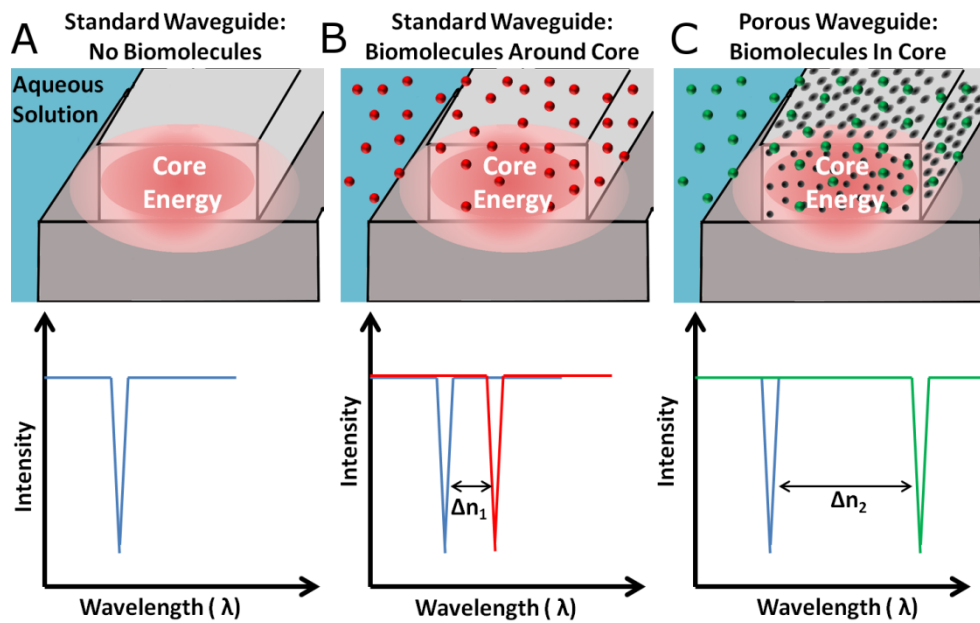 A
Standard Waveguide:
No Biomolecules
Aqueous
Solution
Core
Energy
Intensity
Wavelength ( λ)
B
Standard Waveguide:
Biomolecules Around Core
Core
Energy
Intensity
Δn₁
Wavelength ( λ)
C
Porous Waveguide:
Biomolecules In Core
Core
Energy
Intensity
Δn₂
Wavelength ( λ)